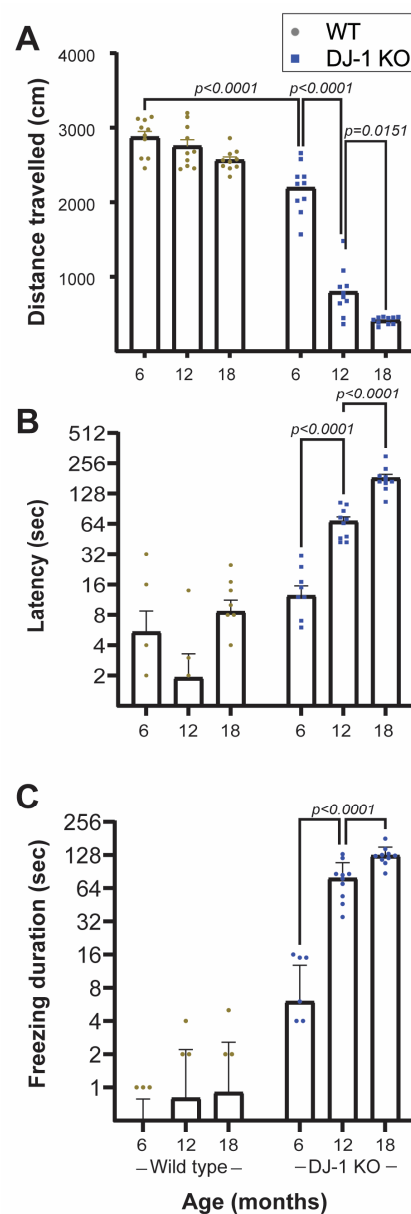 WT
DJ-1 KO
A
Distance travelled (cm)
4000
3000
2000
1000
p<0.0001
p<0.0001
p=0.0151
6
12
18
6
12
18
B
Latency (sec)
512
256
128
64
32
16
8
4
2
p<0.0001
p<0.0001
6
12
18
6
12
18
C
Freezing duration (sec)
256
128
64
32
16
8
4
2
1
p<0.0001
6
12
18
6
12
18
–Wild type–
–DJ-1 KO–
Age (months)